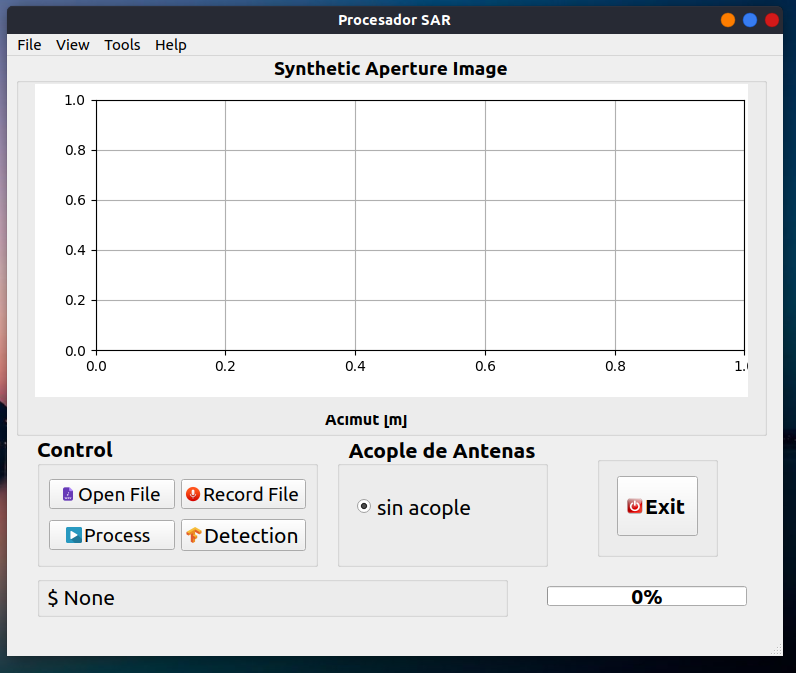 Procesador SAR
File View Tools Help
Synthetic Aperture Image
1.0
0.8
0.6
0.4
0.2
0.0
0.0 0.2 0.4 0.6 0.8 1.
Acimut [m]
Control
Acople de Antenas
Open File Record File
sin acople
Exit
Process Detection
$ None
0%